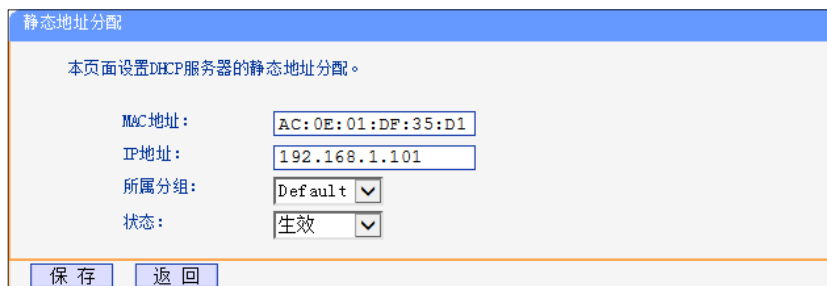 静态地址分配
本页面设置DHCP服务器的静态地址分配。
MAC地址： AC:0E:01:DF:35:D1
IP地址： 192.168.1.101
所属分组： Default
状态： 生效
保 存 返 回